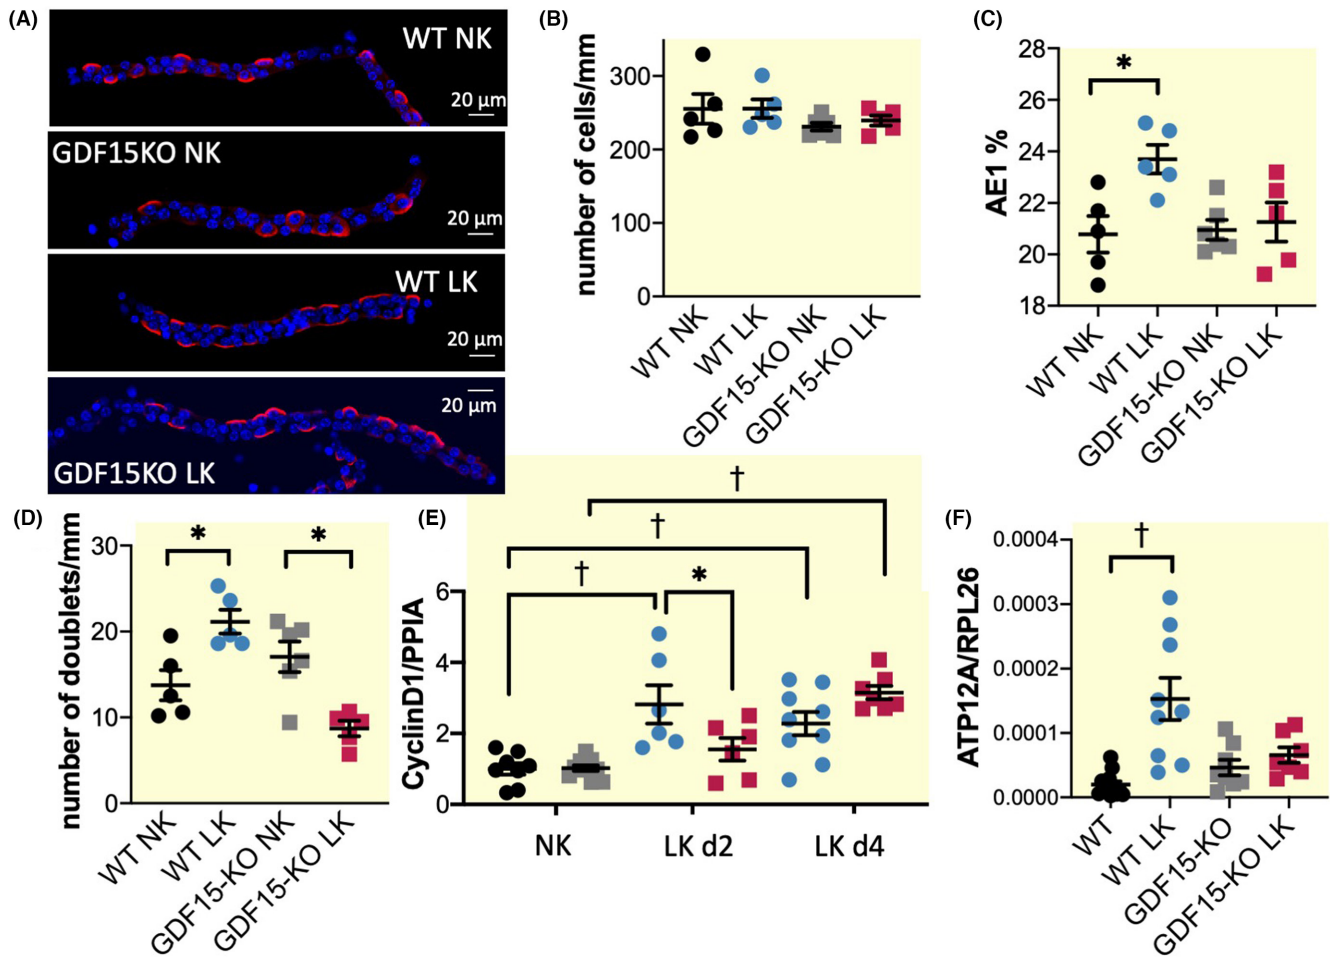 (A)
WT NK
20 µm
GDF15KO NK
20 µm
WT LK
20 µm
20 µm
GDF15KO LK
(B)
number of cells/mm
300
200
100
0
WT NK
WT LK
GDF15-KO NK
GDF15-KO LK
(C)
AE1 %
28
26
24
22
20
18
*
WT NK
WT LK
GDF15-KO NK
GDF15-KO LK
(D)
number of doublets/mm
30
20
10
0
* *
WT NK
WT LK
GDF15-KO NK
GDF15-KO LK
(E)
CyclinD1/PPIA
6
4
2
0
†
†
† *
NK LK d2 LK d4
(F)
ATP12A/RPL26
0.0004
0.0003
0.0002
0.0001
0.0000
†
WT
WT LK
GDF15-KO
GDF15-KO LK